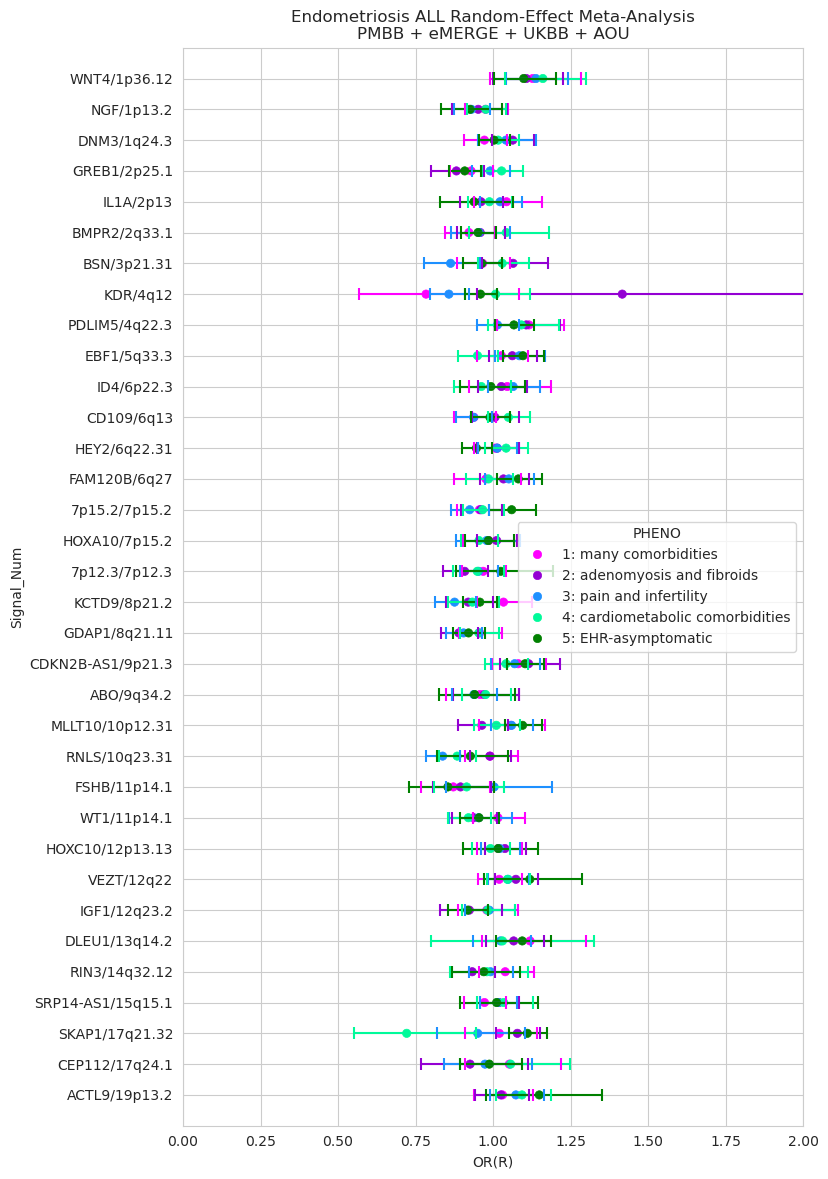 Endometriosis ALL Random-Effect Meta-Analysis
PMBB + eMERGE + UKBB + AOU
Signal_Num
WNT4/1p36.12
NGF/1p13.2
DNM3/1q24.3
GREB1/2p25.1
IL1A/2p13
BMPR2/2q33.1
BSN/3p21.31
KDR/4q12
PDLIM5/4q22.3
EBF1/5q33.3
ID4/6p22.3
CD109/6q13
HEY2/6q22.31
FAM120B/6q27
7p15.2/7p15.2
HOXA10/7p15.2
7p12.3/7p12.3
KCTD9/8p21.2
GDAP1/8q21.11
CDKN2B-AS1/9p21.3
ABO/9q34.2
MLLT10/10p12.31
RNLS/10q23.31
FSHB/11p14.1
WT1/11p14.1
HOXC10/12p13.13
VEZT/12q22
IGF1/12q23.2
DLEU1/13q14.2
RIN3/14q32.12
SRP14-AS1/15q15.1
SKAP1/17q21.32
CEP112/17q24.1
ACTL9/19p13.2
PHENO
1: many comorbidities
2: adenomyosis and fibroids
3: pain and infertility
4: cardiometabolic comorbidities
5: EHR-asymptomatic
0.00 0.25 0.50 0.75 1.00 1.25 1.50 1.75 2.00
OR(R)